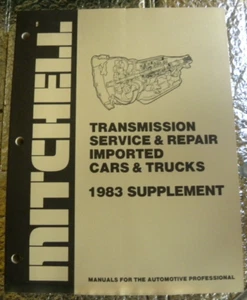 MITCHELL
TRANSMISSION
SERVICE & REPAIR
IMPORTED
CARS & TRUCKS
1983 SUPPLEMENT
MANUALS FOR THE AUTOMOTIVE PROFESSIONAL